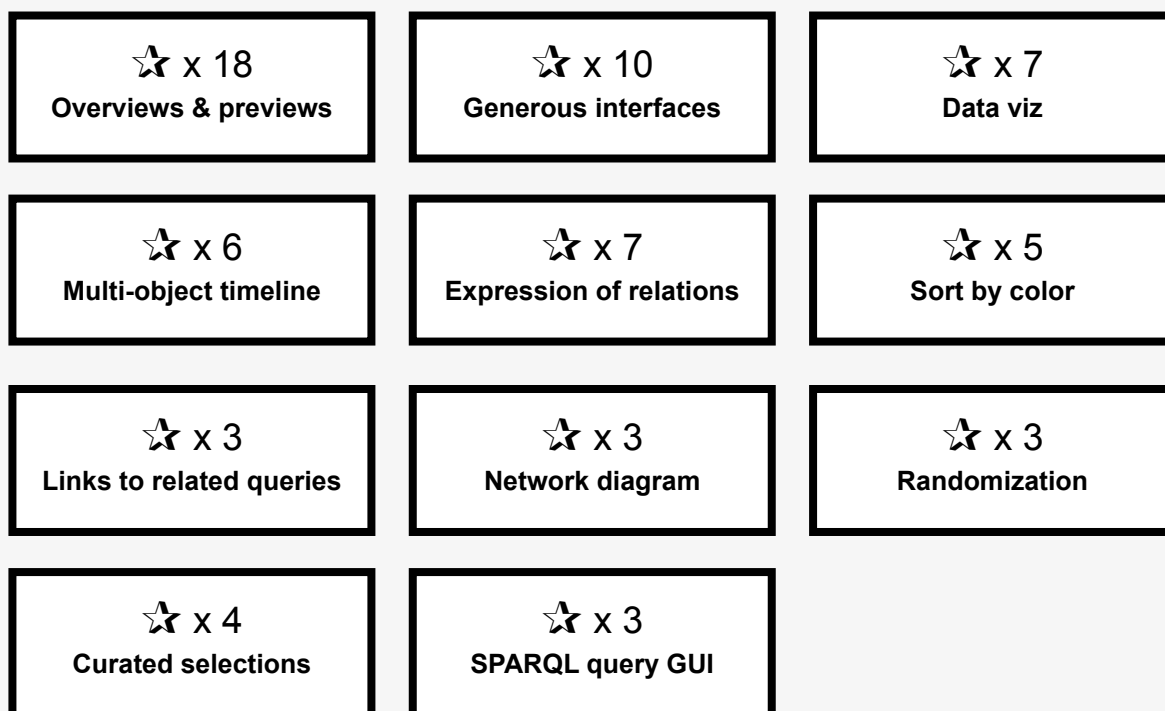 ✰ x 18
Overviews & previews
✰ x 10
Generous interfaces
✰ x 7
Data viz
✰ x 6
Multi-object timeline
✰ x 7
Expression of relations
✰ x 5
Sort by color
✰ x 3
Links to related queries
✰ x 3
Network diagram
✰ x 3
Randomization
✰ x 4
Curated selections
✰ x 3
SPARQL query GUI